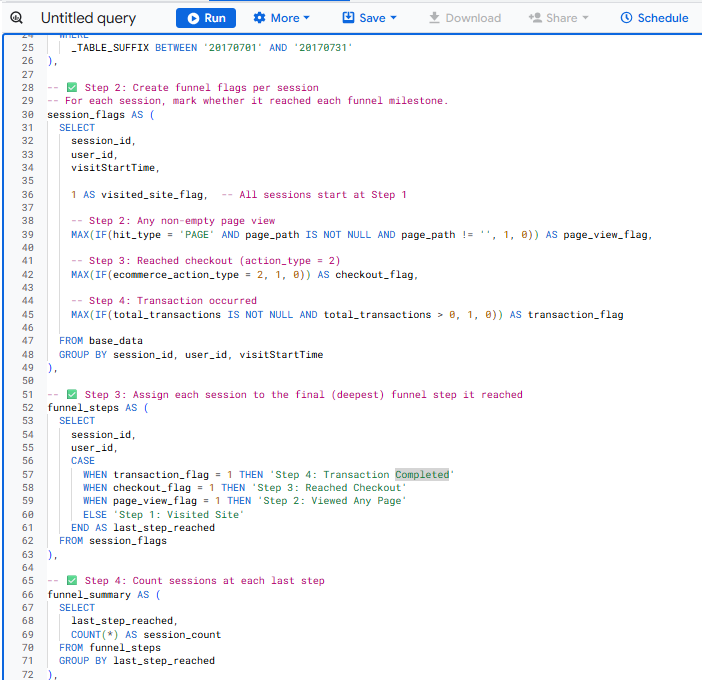 Untitled query Run More Save Download Share Schedule
24 WHERE
25 _TABLE_SUFFIX BETWEEN '20170701' AND '20170731'
26 ),
27
28 -- ✅ Step 2: Create funnel flags per session
29 -- For each session, mark whether it reached each funnel milestone.
30 session_flags AS (
31 SELECT
32 session_id,
33 user_id,
34 visitStartTime,
35
36 1 AS visited_site_flag, -- All sessions start at Step 1
37
38 -- Step 2: Any non-empty page view
39 MAX(IF(hit_type = 'PAGE' AND page_path IS NOT NULL AND page_path != '', 1, 0)) AS page_view_flag,
40
41 -- Step 3: Reached checkout (action_type = 2)
42 MAX(IF(ecommerce_action_type = 2, 1, 0)) AS checkout_flag,
43
44 -- Step 4: Transaction occurred
45 MAX(IF(total_transactions IS NOT NULL AND total_transactions > 0, 1, 0)) AS transaction_flag
46
47 FROM base_data
48 GROUP BY session_id, user_id, visitStartTime
49 ),
50
51 -- ✅ Step 3: Assign each session to the final (deepest) funnel step it reached
52 funnel_steps AS (
53 SELECT
54 session_id,
55 user_id,
56 CASE
57 WHEN transaction_flag = 1 THEN 'Step 4: Transaction Completed'
58 WHEN checkout_flag = 1 THEN 'Step 3: Reached Checkout'
59 WHEN page_view_flag = 1 THEN 'Step 2: Viewed Any Page'
60 ELSE 'Step 1: Visited Site'
61 END AS last_step_reached
62 FROM session_flags
63 ),
64
65 -- ✅ Step 4: Count sessions at each last step
66 funnel_summary AS (
67 SELECT
68 last_step_reached,
69 COUNT(*) AS session_count
70 FROM funnel_steps
71 GROUP BY last_step_reached
72 ),